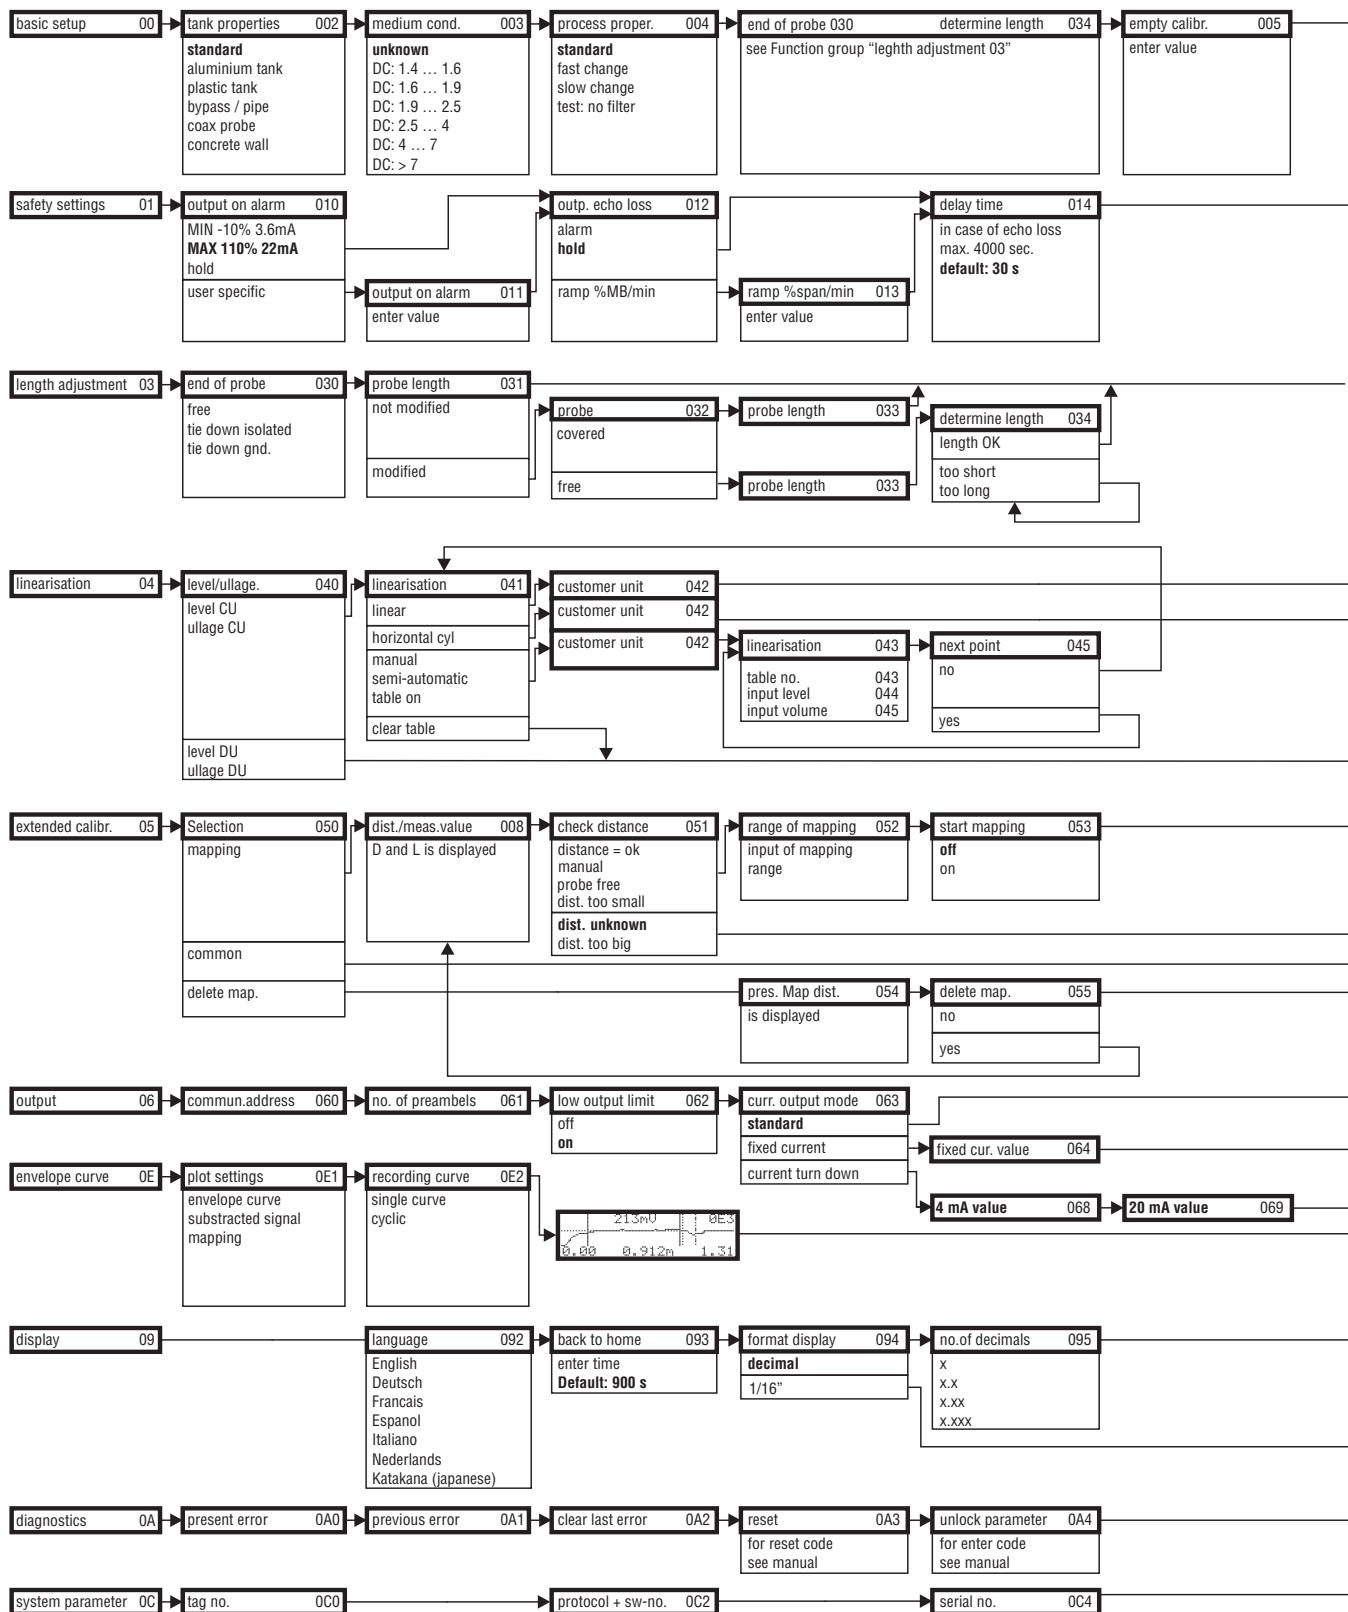 basic setup 00
tank properties 002
standard
aluminium tank
plastic tank
bypass / pipe
coax probe
concrete wall
medium cond. 003
unknown
DC: 1.4 … 1.6
DC: 1.6 … 1.9
DC: 1.9 … 2.5
DC: 2.5 … 4
DC: 4 … 7
DC: > 7
process proper. 004
standard
fast change
slow change
test: no filter
end of probe 030 determine length 034
see Function group “leghth adjustment 03”
empty calibr. 005
enter value
safety settings 01
output on alarm 010
MIN -10% 3.6mA
MAX 110% 22mA
hold
user specific
output on alarm 011
enter value
outp. echo loss 012
alarm
hold
ramp %MB/min
ramp %span/min 013
enter value
delay time 014
in case of echo loss
max. 4000 sec.
default: 30 s
length adjustment 03
end of probe 030
free
tie down isolated
tie down gnd.
probe length 031
not modified
modified
probe 032
covered
free
probe length 033
probe length 033
determine length 034
length OK
too short
too long
linearisation 04
level/ullage. 040
level CU
ullage CU
level DU
ullage DU
linearisation 041
linear
horizontal cyl
manual
semi-automatic
table on
clear table
customer unit 042
customer unit 042
customer unit 042
linearisation 043
table no. 043
input level 044
input volume 045
next point 045
no
yes
extended calibr. 05
Selection 050
mapping
common
delete map.
dist./meas.value 008
D and L is displayed
check distance 051
distance = ok
manual
probe free
dist. too small
dist. unknown
dist. too big
range of mapping 052
input of mapping
range
start mapping 053
off
on
pres. Map dist. 054
is displayed
delete map. 055
no
yes
output 06
commun.address 060
no. of preambels 061
low output limit 062
off
on
curr. output mode 063
standard
fixed current
current turn down
fixed cur. value 064
4 mA value 068
20 mA value 069
envelope curve 0E
plot settings 0E1
envelope curve
substracted signal
mapping
recording curve 0E2
single curve
cyclic
213mU 0E3
0.00 0.912m 1.31
display 09
language 092
English
Deutsch
Francais
Espanol
Italiano
Nederlands
Katakana (japanese)
back to home 093
enter time
Default: 900 s
format display 094
decimal
1/16”
no.of decimals 095
x
x.x
x.xx
x.xxx
diagnostics 0A
present error 0A0
previous error 0A1
clear last error 0A2
reset 0A3
for reset code
see manual
unlock parameter 0A4
for enter code
see manual
system parameter 0C
tag no. 0C0
protocol + sw-no. 0C2
serial no. 0C4